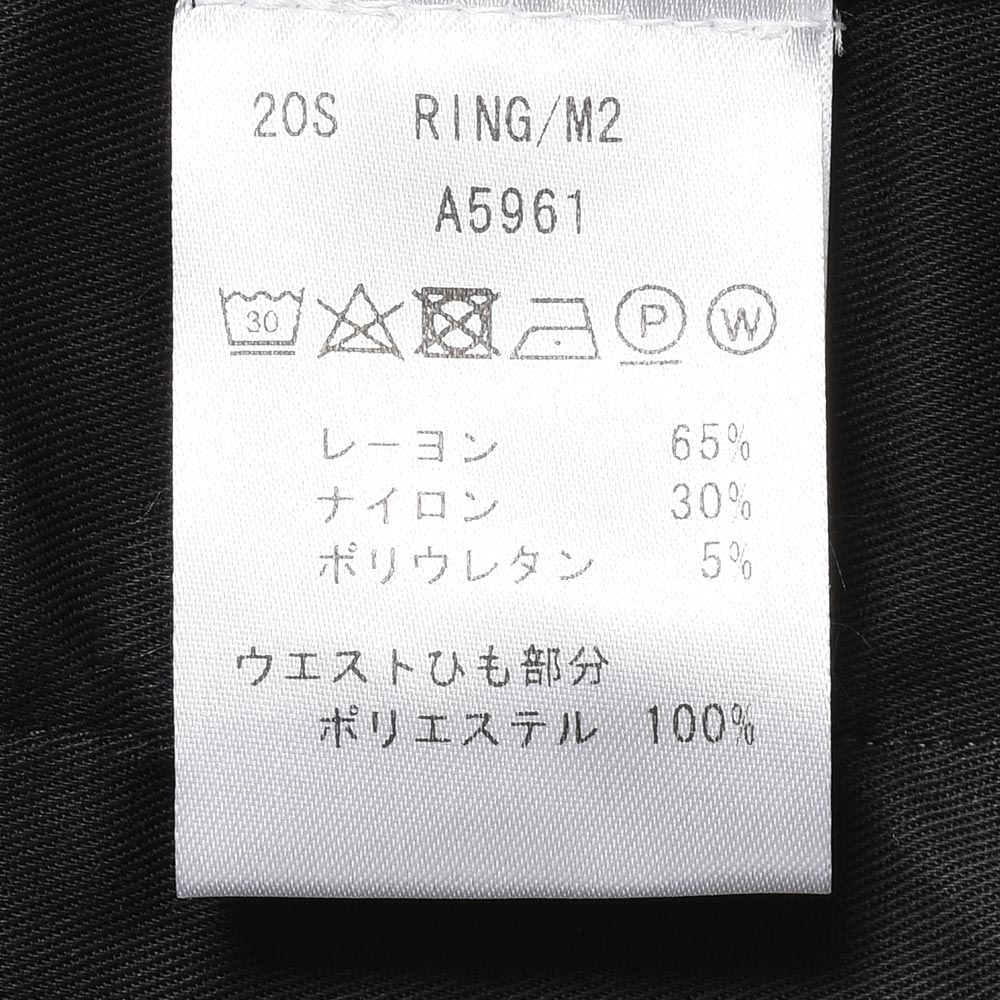 20S RING/M2
A5961
30 P W
レーヨン 65%
ナイロン 30%
ポリウレタン 5%
ウエストひも部分
ポリエステル 100%